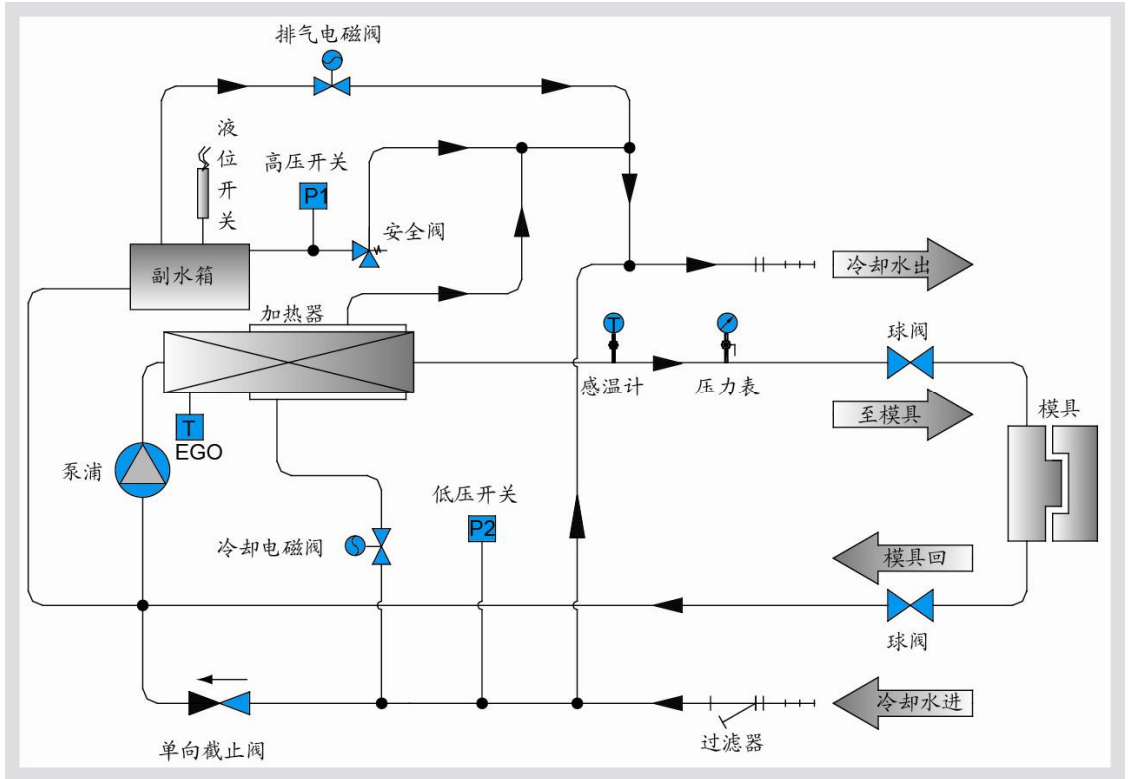 排气电磁阀
液位开关
高压开关
P1
安全阀
副水箱
冷却水出
加热器
T
球阀
感温计
压力表
至模具
模具
T
EGO
泵浦
低压开关
P2
冷却电磁阀
模具回
球阀
冷却水进
过滤器
单向截止阀